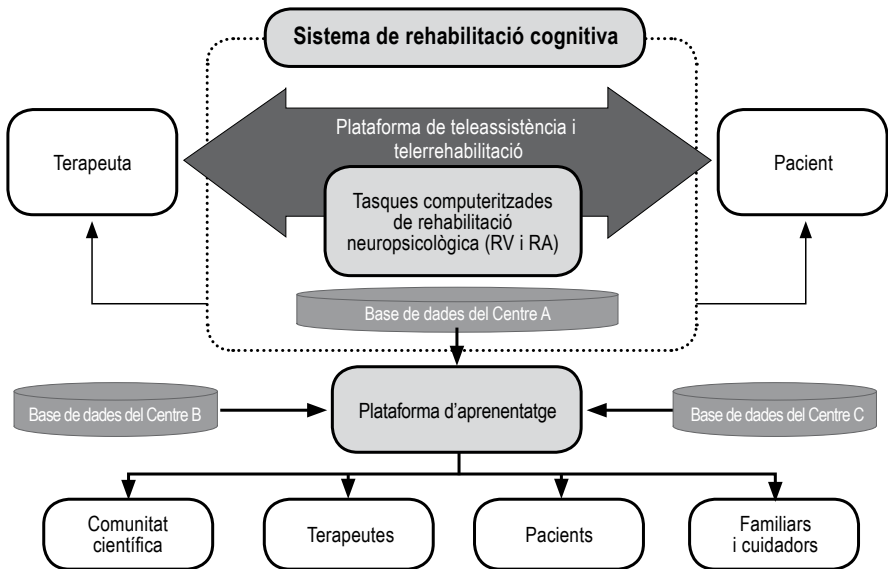 Sistema de rehabilitació cognitiva
Plataforma de teleassistència i
telerrehabilitació
Terapeuta
Pacient
Tasques computeritzades
de rehabilitació
neuropsicològica (RV i RA)
Base de dades del Centre A
Base de dades del Centre B
Plataforma d'aprenentatge
Base de dades del Centre C
Comunitat
científica
Terapeutes
Pacients
Familiars
i cuidadors